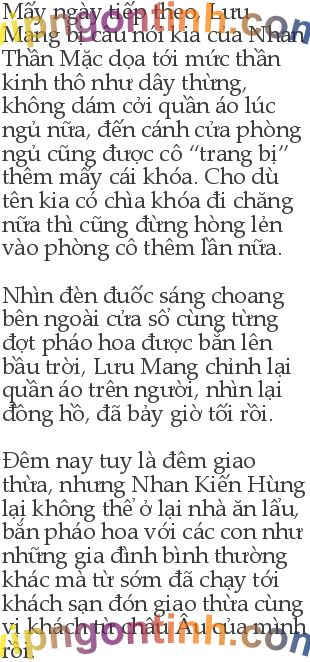 Mấy ngày tiếp theo, Lưu
Mang bị câu nói kia của Nhan
Thần Mặc dọa tới mức thần
kinh thô như dây thừng,
không dám cởi quần áo lúc
ngủ nữa, đến cánh cửa phòng
ngủ cũng được cô “trang bị”
thêm mấy cái khóa. Cho dù
tên kia có chìa khóa đi chăng
nữa thì cũng đừng hòng lẻn
vào phòng cô thêm lần nữa.
Nhìn đèn đuốc sáng choang
bên ngoài cửa sổ cùng từng
đợt pháo hoa được bắn lên
bầu trời, Lưu Mang chỉnh lại
quần áo trên người, nhìn lại
đồng hồ, đã bảy giờ tối rồi.
Đêm nay tuy là đêm giao
thừa, nhưng Nhan Kiến Hùng
lại không thể ở lại nhà ăn lẩu,
bắn pháo hoa với các con như
những gia đình bình thường
khác mà từ sớm đã chạy tới
khách sạn đón giao thừa cùng
vị khách từ châu Âu của mình
rồi.
vipngontinh.com
vipngontinh.com